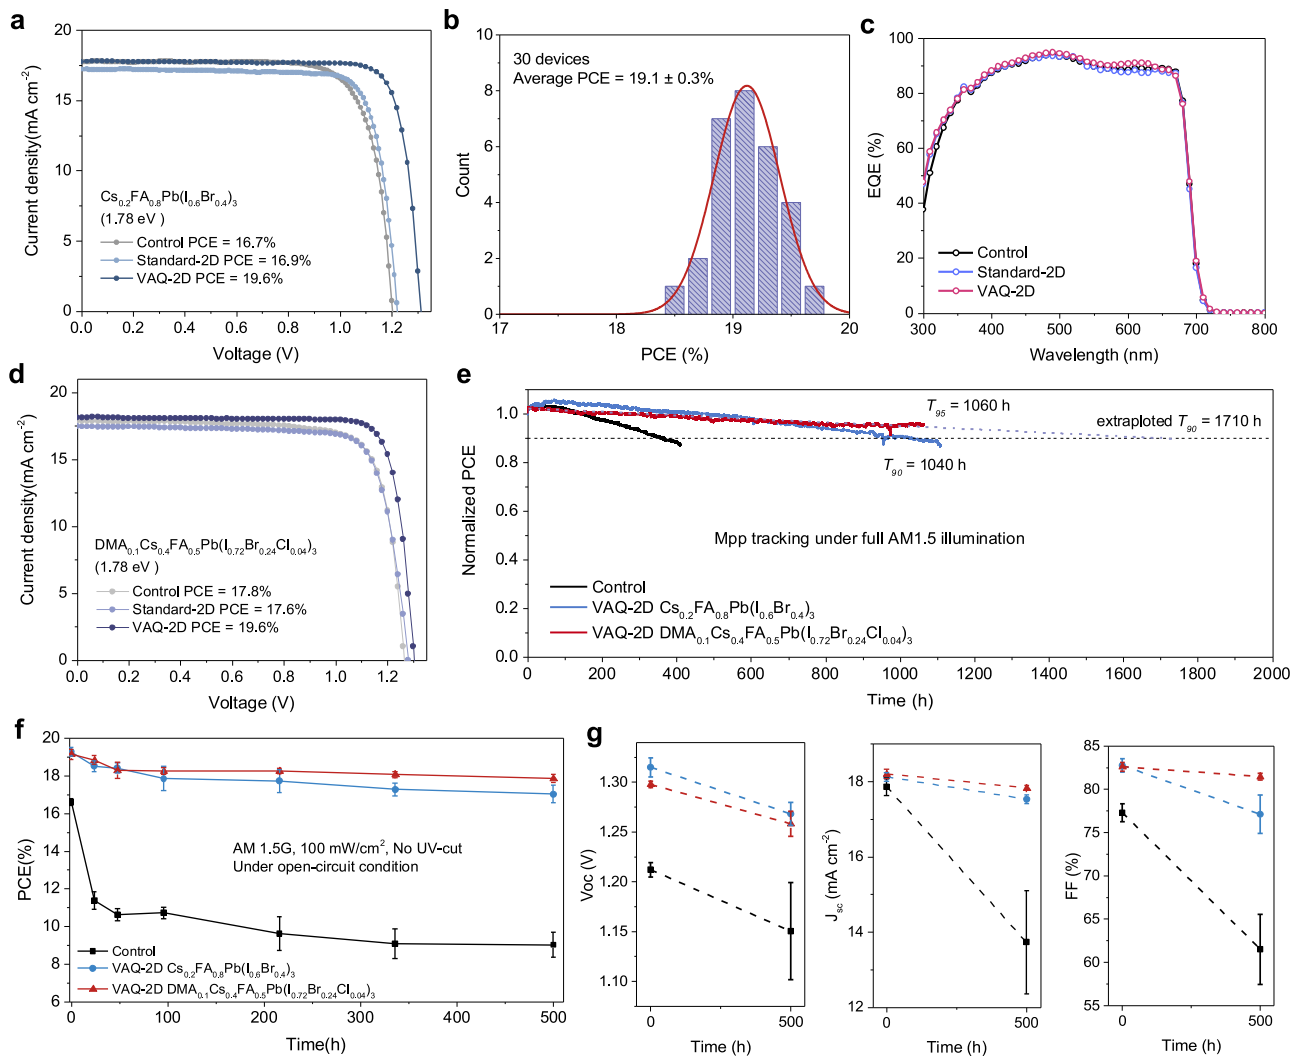 a
20
15
10
5
0
Current density(mA cm⁻²)
Cs₀.₂FA₀.₈Pb(I₀.₆Br₀.₄)₃
(1.78 eV )
Control PCE = 16.7%
Standard-2D PCE = 16.9%
VAQ-2D PCE = 19.6%
0.0 0.2 0.4 0.6 0.8 1.0 1.2
Voltage (V)
b
10
8
6
4
2
0
Count
30 devices
Average PCE = 19.1 ± 0.3%
17 18 19 20
PCE (%)
c
100
80
60
40
20
0
EQE (%)
Control
Standard-2D
VAQ-2D
300 400 500 600 700 800
Wavelength (nm)
d
20
15
10
5
0
Current density(mA cm⁻²)
DMA₀.₁Cs₀.₄FA₀.₅Pb(I₀.₇₂Br₀.₂₄Cl₀.₀₄)₃
(1.78 eV )
Control PCE = 17.8%
Standard-2D PCE = 17.6%
VAQ-2D PCE = 19.6%
0.0 0.2 0.4 0.6 0.8 1.0 1.2
Voltage (V)
e
1.0
0.8
0.6
0.4
0.2
0.0
Normalized PCE
T₉₅ = 1060 h
extraploted T₉₀ = 1710 h
T₉₀ = 1040 h
Mpp tracking under full AM1.5 illumination
Control
VAQ-2D Cs₀.₂FA₀.₈Pb(I₀.₆Br₀.₄)₃
VAQ-2D DMA₀.₁Cs₀.₄FA₀.₅Pb(I₀.₇₂Br₀.₂₄Cl₀.₀₄)₃
0 200 400 600 800 1000 1200 1400 1600 1800 2000
Time (h)
f
20
18
16
14
12
10
8
6
PCE(%)
AM 1.5G, 100 mW/cm², No UV-cut
Under open-circuit condition
Control
VAQ-2D Cs₀.₂FA₀.₈Pb(I₀.₆Br₀.₄)₃
VAQ-2D DMA₀.₁Cs₀.₄FA₀.₅Pb(I₀.₇₂Br₀.₂₄Cl₀.₀₄)₃
0 100 200 300 400 500
Time(h)
g
1.30
1.25
1.20
1.15
1.10
Voc (V)
0 500
Time (h)
18
16
14
12
Jsc (mA cm⁻²)
0 500
Time (h)
85
80
75
70
65
60
55
FF (%)
0 500
Time (h)